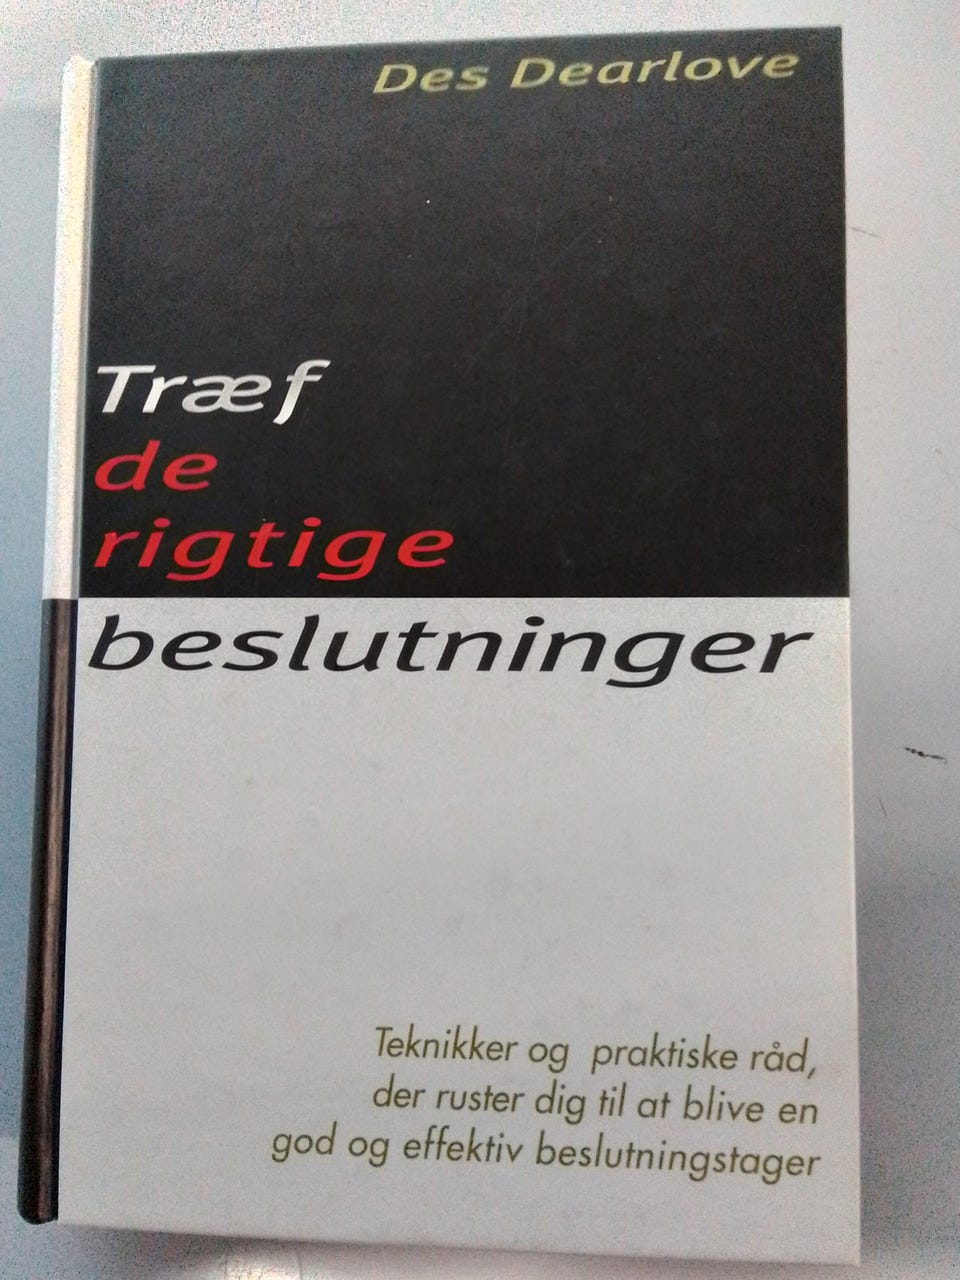 Des Dearlove
Træf
de
rigtige
beslutninger
Teknikker og praktiske råd,
der ruster dig til at blive en
god og effektiv beslutningstager